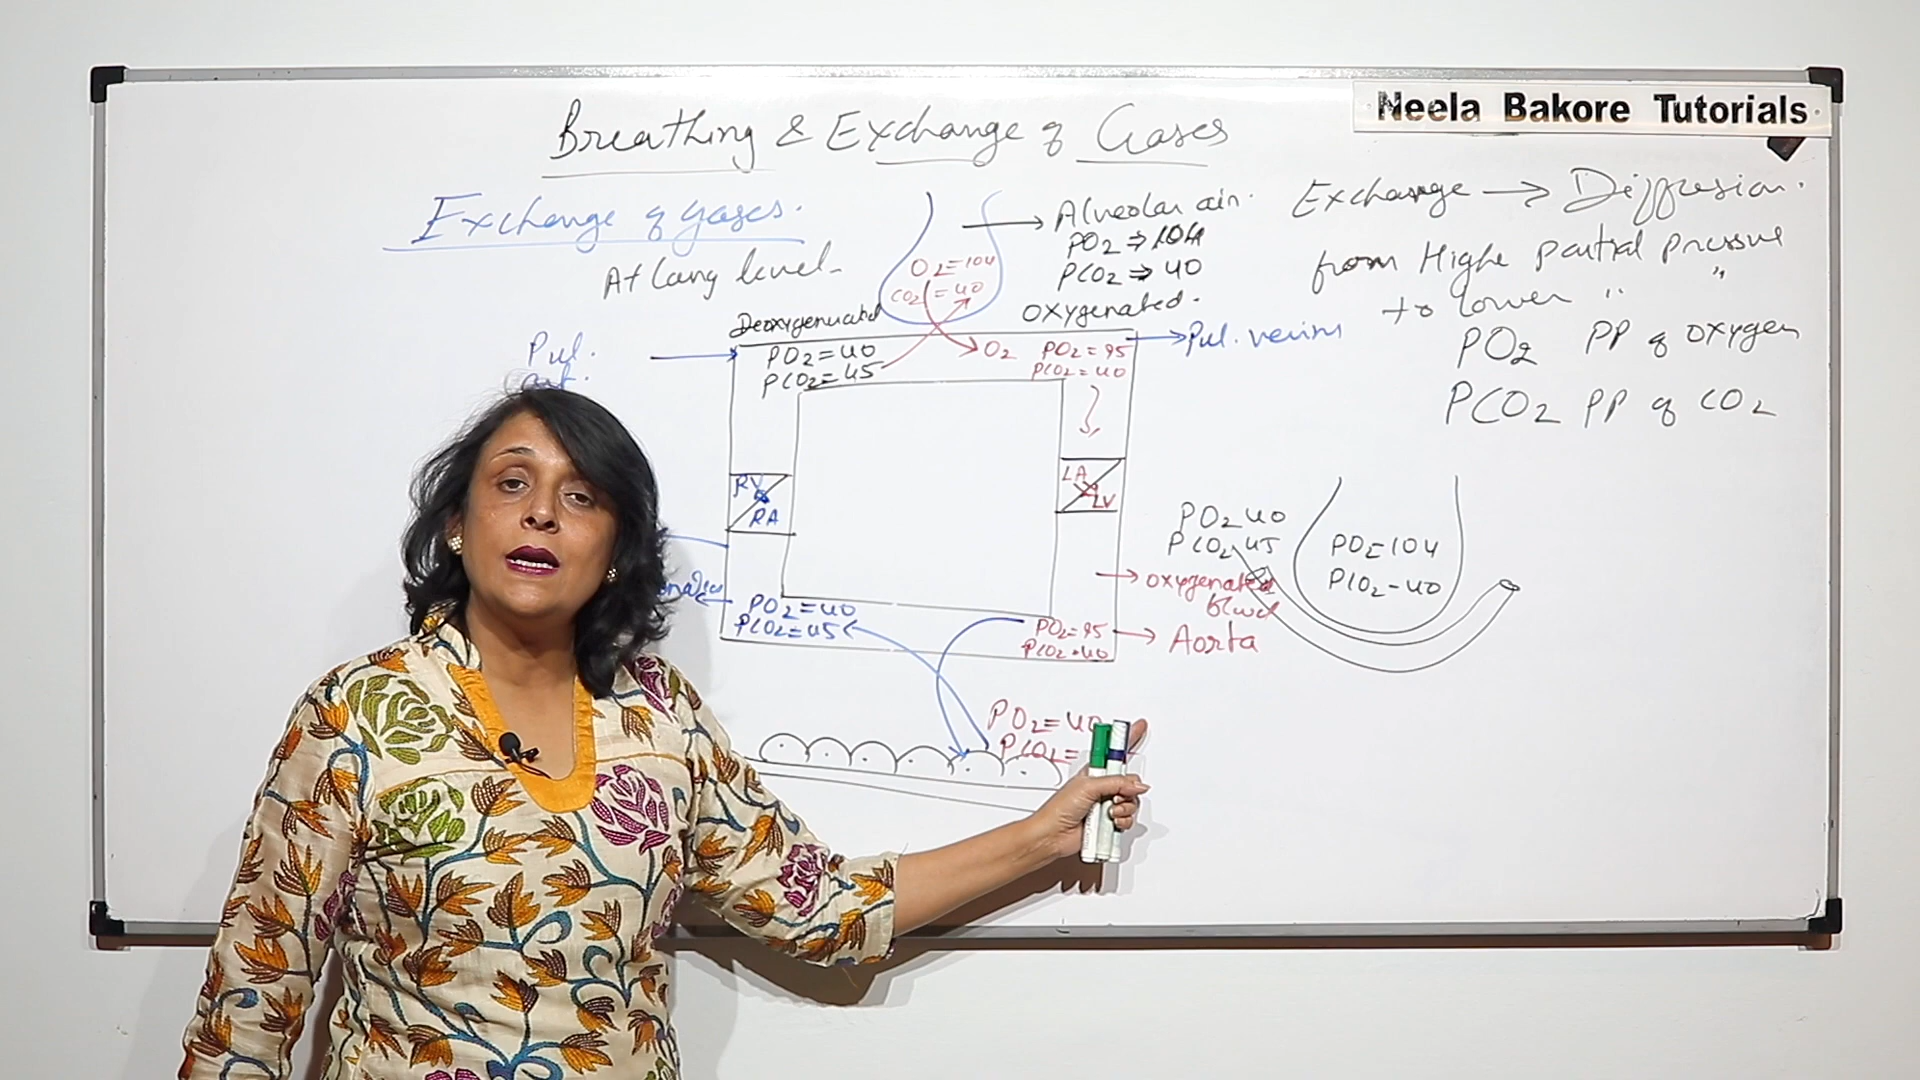 Neela Bakore Tutorials
Breathing & Exchange of Gases
Exchange of gases.
At Lung level
Alveolar air.
PO2 ⇒ 104
PCO2 ⇒ 40
O2 = 104
CO2 = 40
Exchange → Diffusion.
from Highe partial pressure
to lower " "
PO2 PP of oxygen
PCO2 PP of CO2
Deoxygenated
Oxygenated.
Pul.
art.
PO2 = 40
PCO2 = 45
O2
PO2 = 95
PCO2 = 40
Pul. veins
RV
RA
LA
LV
PO2 40
PCO2 45
PO2 = 104
PCO2 - 40
oxygenated
blood
PO2 = 40
PCO2 = 45
PO2 = 95
PCO2 = 40
Aorta
PO2 = 40
PCO2 =